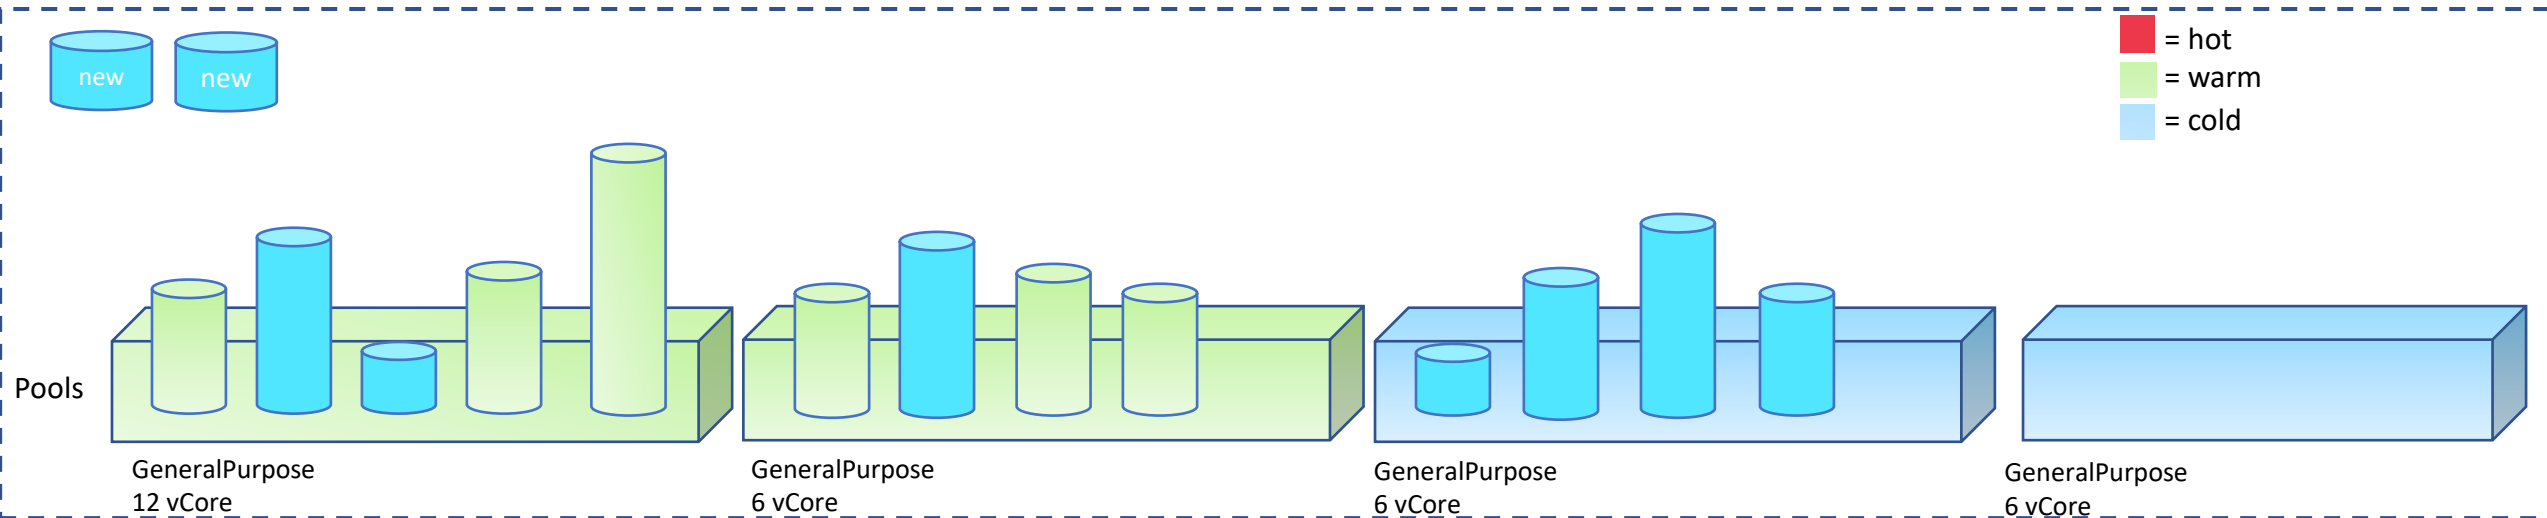 new
new
= hot
= warm
= cold
Pools
GeneralPurpose
12 vCore
GeneralPurpose
6 vCore
GeneralPurpose
6 vCore
GeneralPurpose
6 vCore